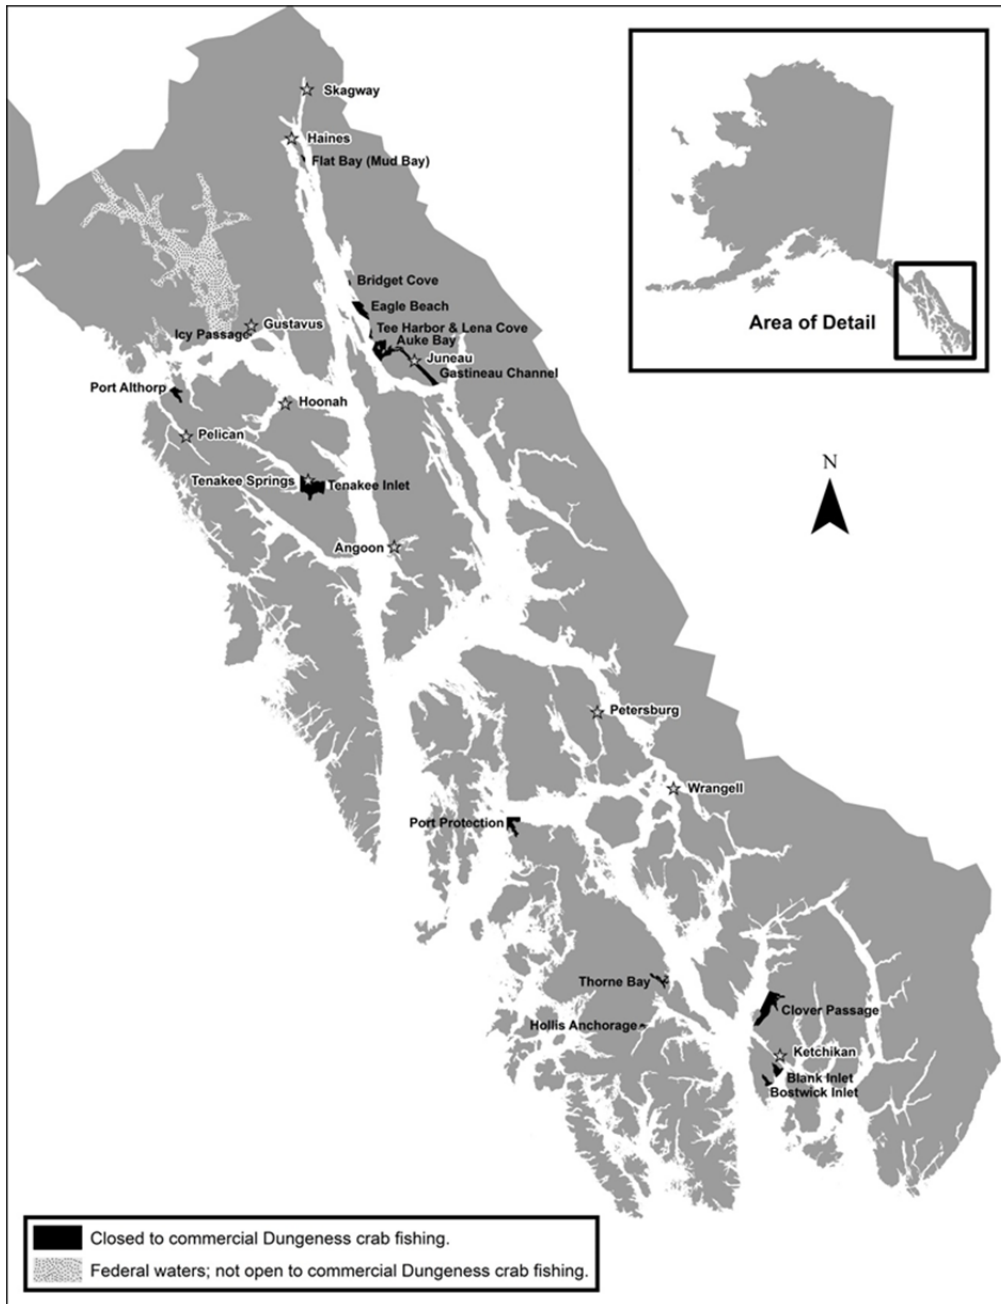 Skagway
Haines
Flat Bay (Mud Bay)
Bridget Cove
Eagle Beach
Gustavus
Icy Passage
Tee Harbor & Lena Cove
Auke Bay
Juneau
Gastineau Channel
Area of Detail
Port Althorp
Hoonah
Pelican
N
Tenakee Springs
Tenakee Inlet
Angoon
Petersburg
Wrangell
Port Protection
Thorne Bay
Clover Passage
Hollis Anchorage
Ketchikan
Blank Inlet
Bostwick Inlet
Closed to commercial Dungeness crab fishing.
Federal waters; not open to commercial Dungeness crab fishing.